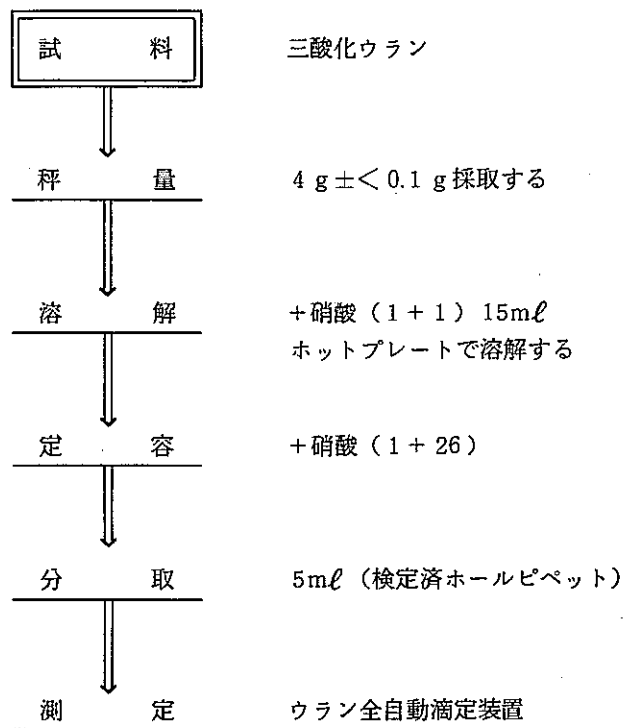 試料 三酸化ウラン
秤量 4g±<0.1g採取する
溶解 +硝酸(1+1)15mℓ
ホットプレートで溶解する
定容 +硝酸(1+26)
分取 5mℓ(検定済ホールピペット)
測定 ウラン全自動滴定装置